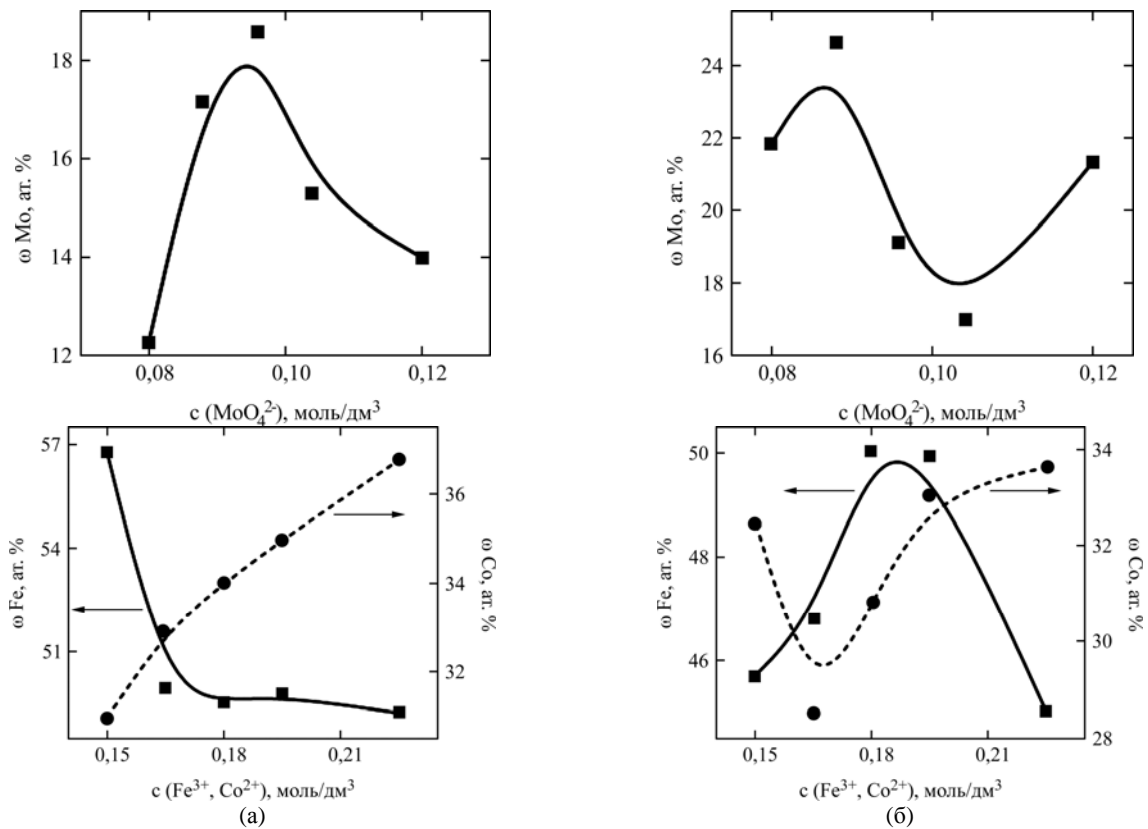 18
16
14
12
ω Mo, ат. %
0,08
0,10
0,12
c (MoO₄²⁻), моль/дм³
24
22
20
18
16
ω Mo, ат. %
0,08
0,10
0,12
c (MoO₄²⁻), моль/дм³
57
54
51
ω Fe, ат. %
36
34
32
ω Co, ат. %
0,15
0,18
0,21
c (Fe³⁺, Co²⁺), моль/дм³
(а)
50
48
46
ω Fe, ат. %
34
32
30
28
ω Co, ат. %
0,15
0,18
0,21
c (Fe³⁺, Co²⁺), моль/дм³
(б)